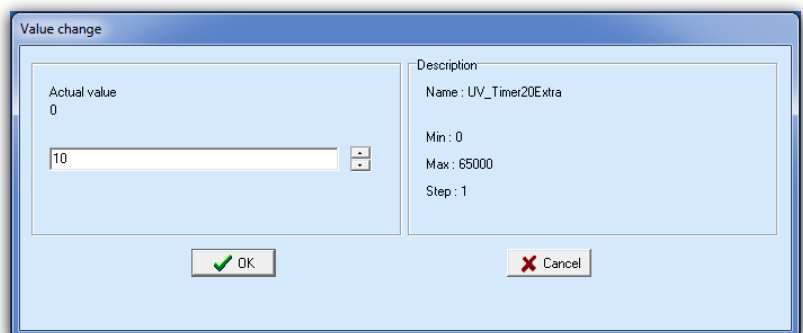 Value change
Actual value
0
10
Description
Name : UV_Timer20Extra
Min : 0
Max : 65000
Step : 1
OK
Cancel